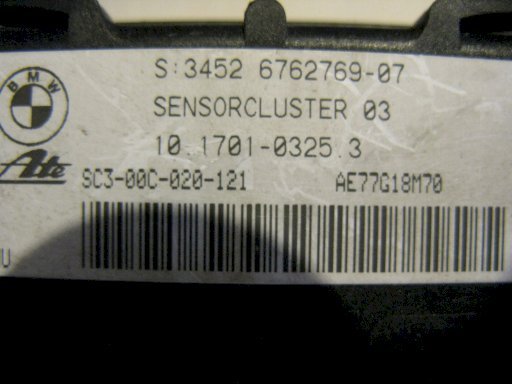 S:3452 6762769-07
BMW
SENSORCLUSTER 03
10.1701-0325.3
Ate
SC3-00C-020-121 AE77G18M70